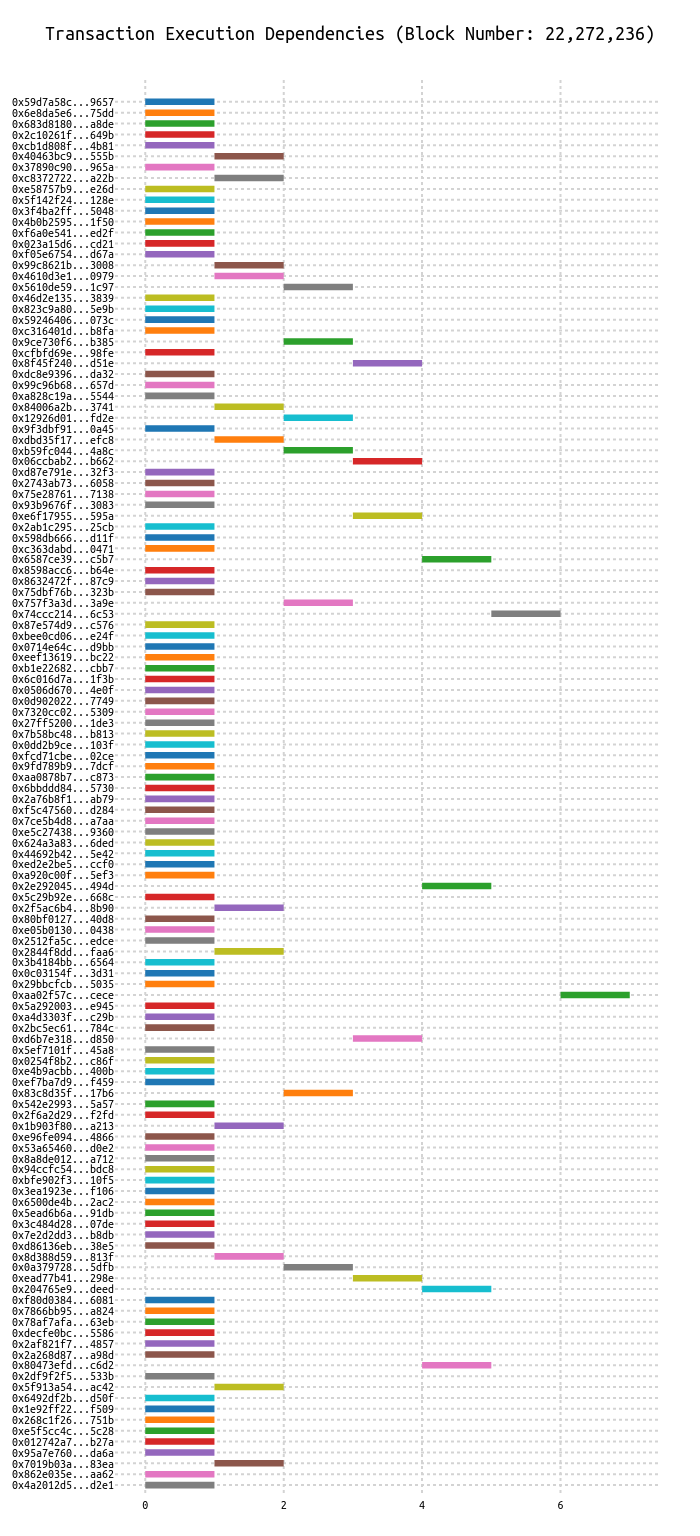 Transaction Execution Dependencies (Block Number: 22,272,236)
0x59d7a58c...9657
0x6e8da5e6...75dd
0x683d8180...a8de
0x2c10261f...649b
0xcb1d808f...4b81
0x40463bc9...555b
0x37890c90...965a
0xc8372722...a22b
0xe58757b9...e26d
0x5f142f24...128e
0x3f4ba2ff...5048
0x4b0b2595...1f50
0xf6a0e541...ed2f
0x023a15d6...cd21
0xf05e6754...d67a
0x99c8621b...3008
0x4610d3e1...0979
0x5610de59...1c97
0x46d2e135...3839
0x823c9a80...5e9b
0x59246406...073c
0xc316401d...b8fa
0x9ce730f6...b385
0xcfbfd69e...98fe
0x8f45f240...d51e
0xdc8e9396...da32
0x99c96b68...657d
0xa828c19a...5544
0x84006a2b...3741
0x12926d01...fd2e
0x9f3dbf91...0a45
0xdbd35f17...efc8
0xb59fc044...4a8c
0x06ccbab2...b662
0xd87e791e...32f3
0x2743ab73...6058
0x75e28761...7138
0x93b9676f...3083
0xe6f17955...595a
0x2ab1c295...25cb
0x598db666...d11f
0xc363dabd...0471
0x6587ce39...c5b7
0x8598acc6...b64e
0x8632472f...87c9
0x75dbf76b...323b
0x757f3a3d...3a9e
0x74ccc214...6c53
0x87e574d9...c576
0xbee0cd06...e24f
0x0714e64c...d9bb
0xeef13619...bc22
0xb1e22682...cbb7
0x6c016d7a...1f3b
0x0506d670...4e0f
0x0d902022...7749
0x7320cc02...5309
0x27ff5200...1de3
0x7b58bc48...b813
0x0dd2b9ce...103f
0xfcd71cbe...02ce
0x9fd789b9...7dcf
0xaa0878b7...c873
0x6bbddd84...5730
0x2a76b8f1...ab79
0xf5c47560...d284
0x7ce5b4d8...a7aa
0xe5c27438...9360
0x624a3a83...6ded
0x44692b42...5e42
0xed2e2be5...ccf0
0xa920c00f...5ef3
0x2e292045...494d
0x5c29b92e...668c
0x2f5ac6b4...8b90
0x80bf0127...40d8
0xe05b0130...0438
0x2512fa5c...edce
0x2844f8dd...faa6
0x3b4184bb...6564
0x0c03154f...3d31
0x29bbcfcb...5035
0xaa02f57c...cece
0x5a292003...e945
0xa4d3303f...c29b
0x2bc5ec61...784c
0xd6b7e318...d850
0x5ef7101f...45a8
0x0254f8b2...c86f
0xe4b9acbb...400b
0xef7ba7d9...f459
0x83c8d35f...17b6
0x542e2993...5a57
0x2f6a2d29...f2fd
0x1b903f80...a213
0xe96fe094...4866
0x53a65460...d0e2
0x8a8de012...a712
0x94ccfc54...bdc8
0xbfe902f3...10f5
0x3ea1923e...f106
0x6500de4b...2ac2
0x5ead6b6a...91db
0x3c484d28...07de
0x7e2d2dd3...b8db
0xd86136eb...38e5
0x8d388d59...813f
0x0a379728...5dfb
0xead77b41...298e
0x204765e9...deed
0xf80d0384...6081
0x7866bb95...a824
0x78af7afa...63eb
0xdecfe0bc...5586
0x2af821f7...4857
0x2a268d87...a98d
0x80473efd...c6d2
0x2df9f2f5...533b
0x5f913a54...ac42
0x6492df2b...d50f
0x1e92ff22...f509
0x268c1f26...751b
0xe5f5cc4c...5c28
0x012742a7...b27a
0x95a7e760...da6a
0x7019b03a...83ea
0x862e035e...aa62
0x4a2012d5...d2e1
0 2 4 6